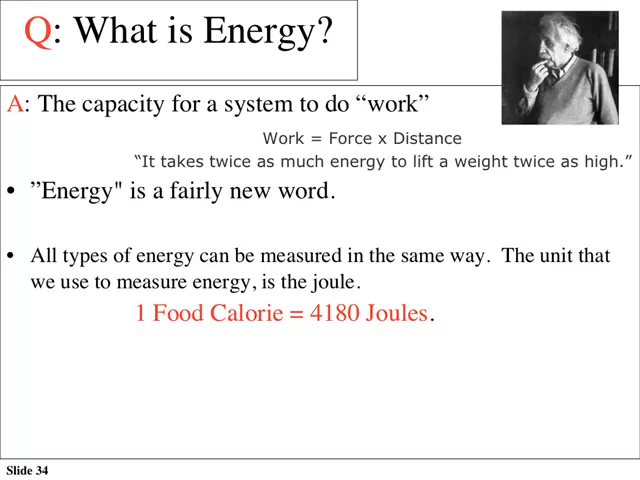 Q: What is Energy?
A: The capacity for a system to do “work”
Work = Force x Distance
“It takes twice as much energy to lift a weight twice as high.”
• ”Energy" is a fairly new word.
• All types of energy can be measured in the same way.  The unit that
we use to measure energy, is the joule.
1 Food Calorie = 4180 Joules.
Slide 34